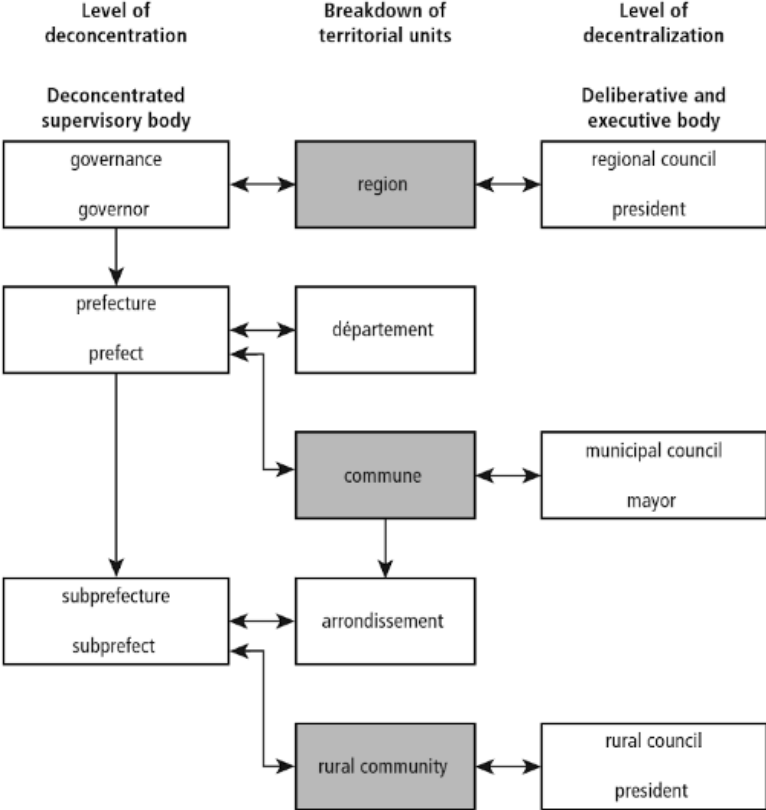 Level of
deconcentration
Breakdown of
territorial units
Level of
decentralization
Deconcentrated
supervisory body
Deliberative and
executive body
governance
governor
region
regional council
president
prefecture
prefect
département
commune
municipal council
mayor
subprefecture
subprefect
arrondissement
rural community
rural council
president